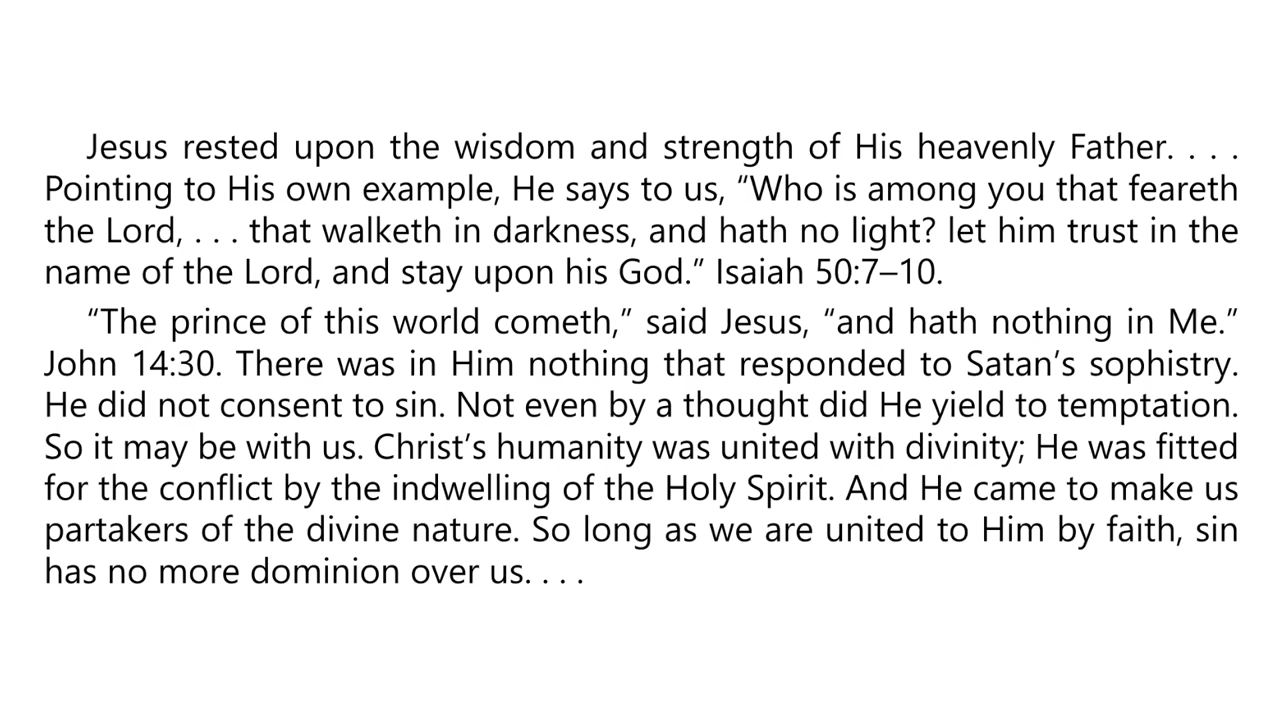 Jesus rested upon the wisdom and strength of His heavenly Father. . . .
Pointing to His own example, He says to us, “Who is among you that feareth
the Lord, . . . that walketh in darkness, and hath no light? let him trust in the
name of the Lord, and stay upon his God.” Isaiah 50:7–10.
“The prince of this world cometh,” said Jesus, “and hath nothing in Me.”
John 14:30. There was in Him nothing that responded to Satan’s sophistry.
He did not consent to sin. Not even by a thought did He yield to temptation.
So it may be with us. Christ’s humanity was united with divinity; He was fitted
for the conflict by the indwelling of the Holy Spirit. And He came to make us
partakers of the divine nature. So long as we are united to Him by faith, sin
has no more dominion over us. . . .